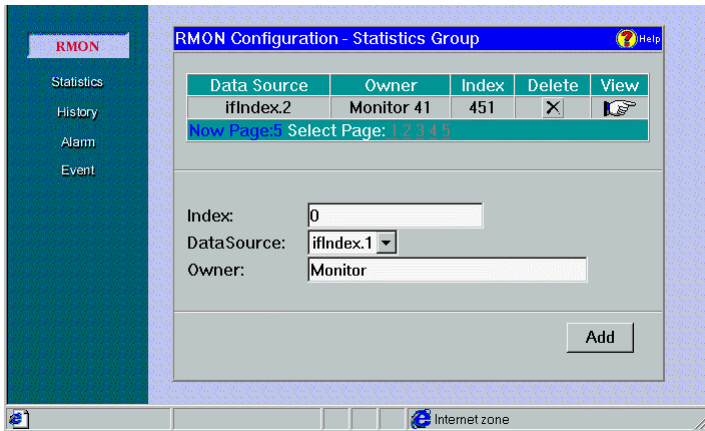 RMON
Statistics
History
Alarm
Event
RMON Configuration - Statistics Group
Help
Data Source Owner Index Delete View
ifIndex.2 Monitor 41 451
Now Page:5 Select Page: 1 2 3 4 5
Index: 0
DataSource: ifIndex.1
Owner: Monitor
Add
Internet zone